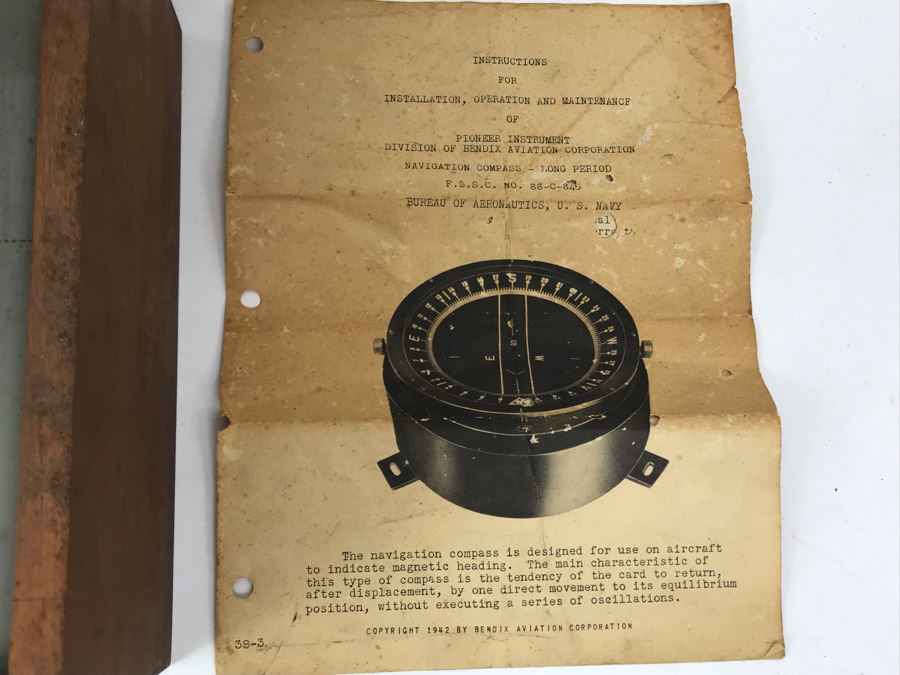 INSTRUCTIONS
FOR
INSTALLATION, OPERATION AND MAINTENANCE
OF
PIONEER INSTRUMENT
DIVISION OF BENDIX AVIATION CORPORATION
NAVIGATION COMPASS - LONG PERIOD
F.S.S.C. NO. 88-C-845
BUREAU OF AERONAUTICS, U. S. NAVY
S
E
W
E S W
The navigation compass is designed for use on aircraft
to indicate magnetic heading. The main characteristic of
this type of compass is the tendency of the card to return,
after displacement, by one direct movement to its equilibrium
position, without executing a series of oscillations.
COPYRIGHT 1942 BY BENDIX AVIATION CORPORATION
38-3